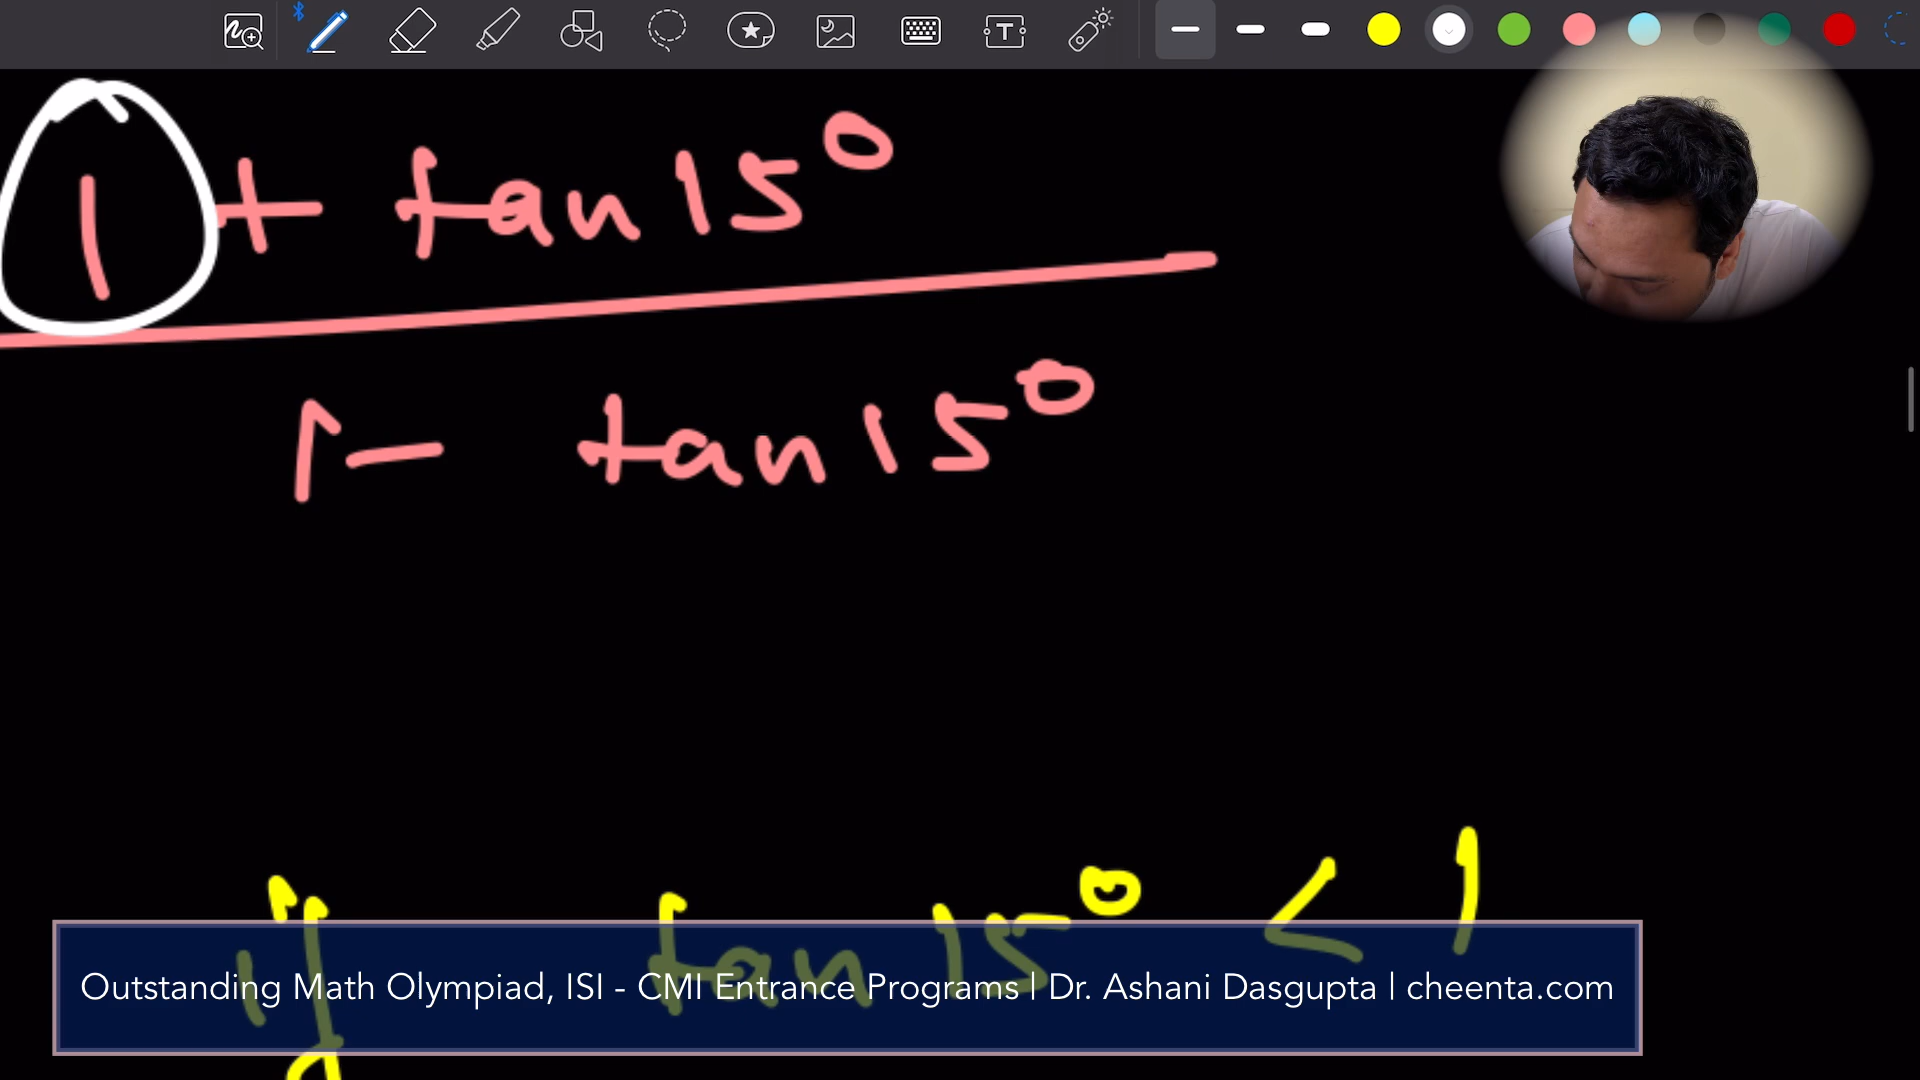 1 + tan 15°
1 - tan 15°
if tan 15° < 1
Outstanding Math Olympiad, ISI - CMI Entrance Programs | Dr. Ashani Dasgupta | cheenta.com